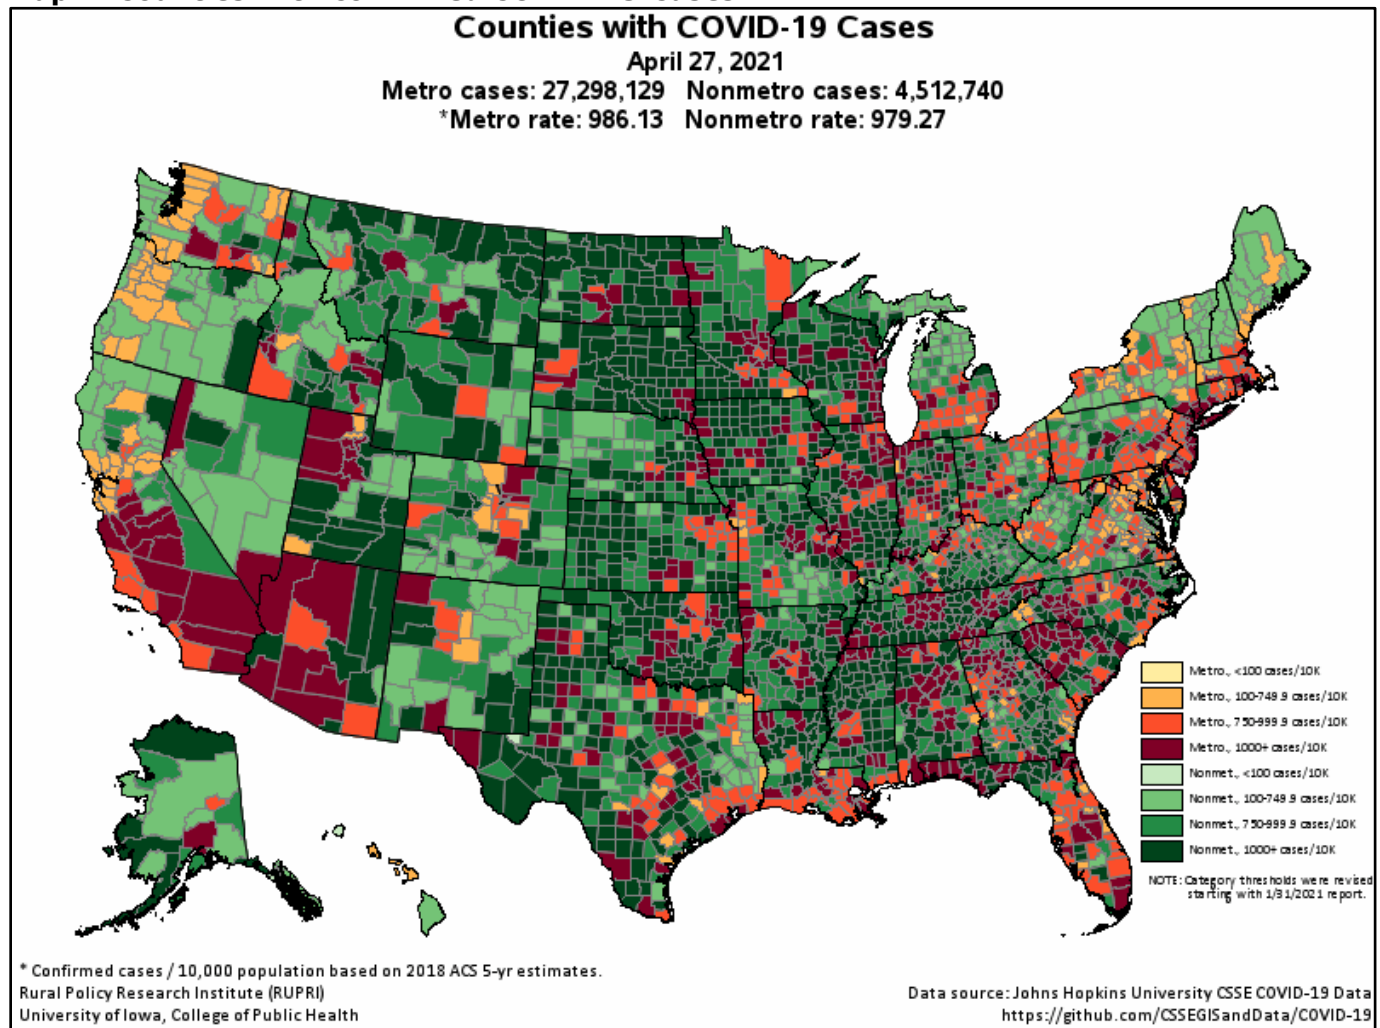 Counties with COVID-19 Cases
April 27, 2021
Metro cases: 27,298,129 Nonmetro cases: 4,512,740
*Metro rate: 986.13 Nonmetro rate: 979.27
Metro., <100 cases/10K
Metro., 100-749.9 cases/10K
Metro., 750-999.9 cases/10K
Metro., 1000+ cases/10K
Nonmet., <100 cases/10K
Nonmet., 100-749.9 cases/10K
Nonmet., 750-999.9 cases/10K
Nonmet., 1000+ cases/10K
NOTE: Category thresholds were revised
starting with 1/31/2021 report.
* Confirmed cases / 10,000 population based on 2018 ACS 5-yr estimates.
Rural Policy Research Institute (RUPRI)
University of Iowa, College of Public Health
Data source: Johns Hopkins University CSSE COVID-19 Data
https://github.com/CSSEGISandData/COVID-19